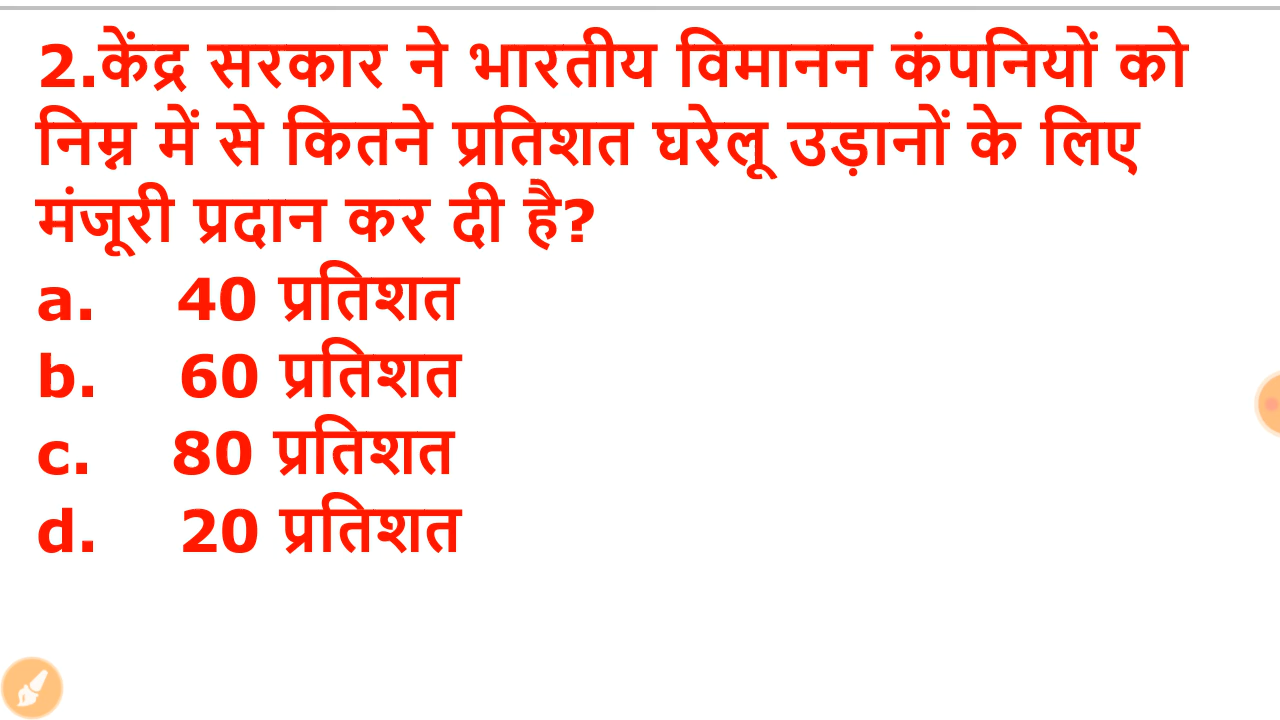 2.केंद्र सरकार ने भारतीय विमानन कंपनियों को
निम्न में से कितने प्रतिशत घरेलू उड़ानों के लिए
मंजूरी प्रदान कर दी है?
a. 40 प्रतिशत
b. 60 प्रतिशत
c. 80 प्रतिशत
d. 20 प्रतिशत